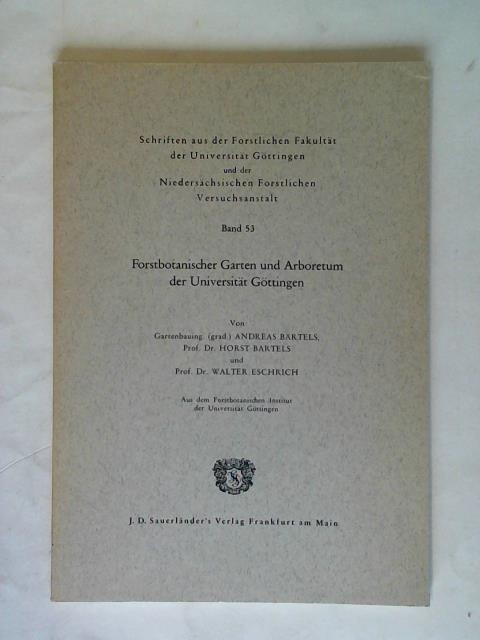 Schriften aus der Forstlichen Fakultät
der Universität Göttingen
und der
Niedersächsischen Forstlichen
Versuchsanstalt
Band 53
Forstbotanischer Garten und Arboretum
der Universität Göttingen
Von
Gartenbauing. (grad.) ANDREAS BÄRTELS,
Prof. Dr. HORST BARTELS
und
Prof. Dr. WALTER ESCHRICH
Aus dem Forstbotanischen Institut
der Universität Göttingen
J. D. Sauerländer's Verlag Frankfurt am Main